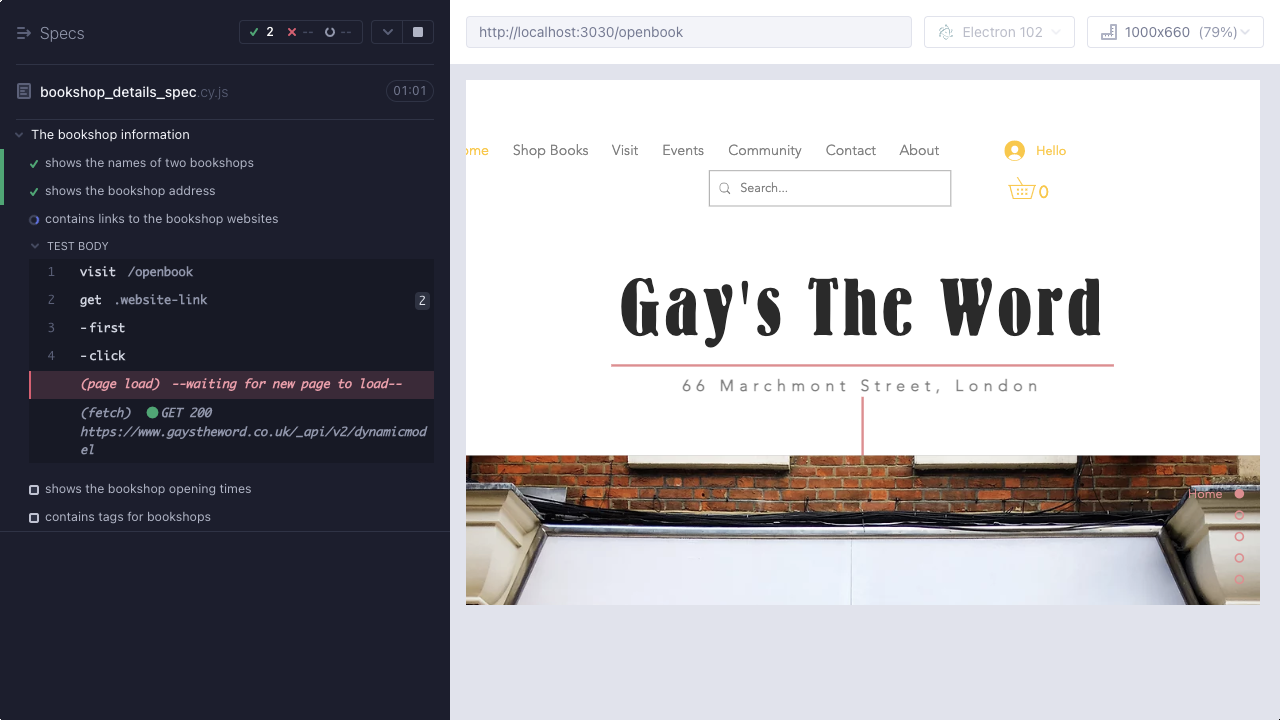 Specs
2 -- --
http://localhost:3030/openbook
Electron 102
1000x660 (79%)
bookshop_details_spec.cy.js
01:01
The bookshop information
shows the names of two bookshops
shows the bookshop address
contains links to the bookshop websites
TEST BODY
1 visit /openbook
2 get .website-link 2
3 -first
4 -click
(page load) --waiting for new page to load--
(fetch) GET 200
https://www.gaystheword.co.uk/_api/v2/dynamicmod
el
shows the bookshop opening times
contains tags for bookshops
ome Shop Books Visit Events Community Contact About
Hello
Search...
0
Gay's The Word
66 Marchmont Street, London
Home